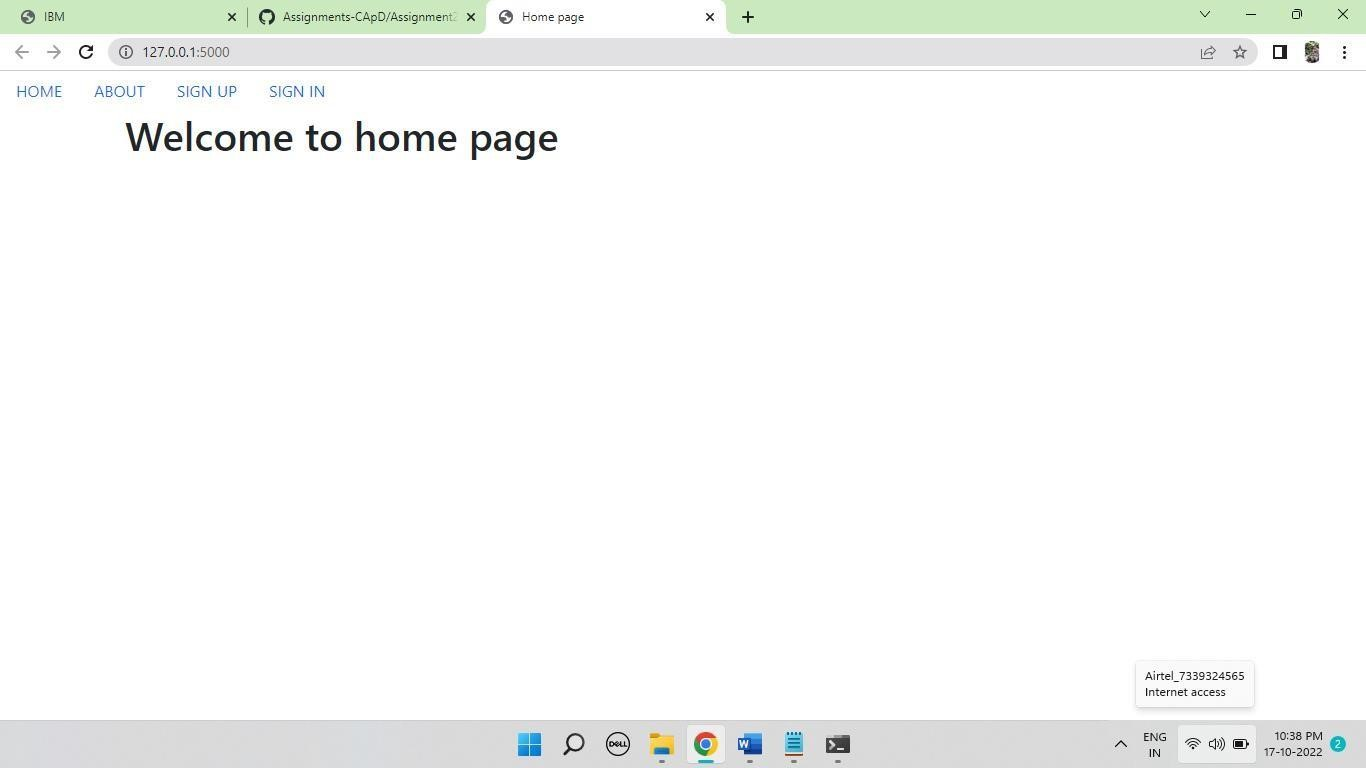 IBM
Assignments-CApD/Assignment2
Home page
127.0.0.1:5000
HOME ABOUT SIGN UP SIGN IN
Welcome to home page
Airtel_7339324565
Internet access
DELL
ENG
IN
10:38 PM
17-10-2022
2